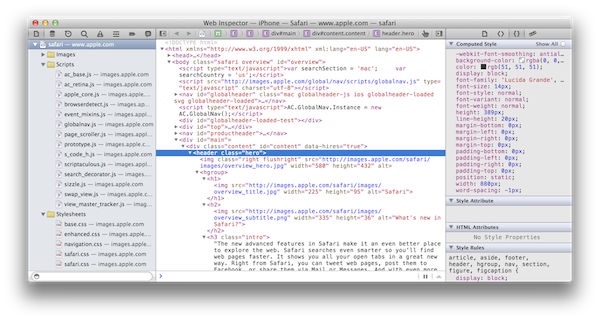 Web Inspector — iPhone — Safari — www.apple.com — safari
div#main
div#content.content
header.hero
safari — www.apple.com
Images
Scripts
ac_base.js — images.apple.com
ac_retina.js — images.apple.com
apple_core.js — images.apple.com
browserdetect.js — images.apple.com
event_mixins.js — images.apple.com
globalnav.js — images.apple.com
page_scroller.js — images.apple.com
prototype.js — images.apple.com
s_code_h.js — images.apple.com
scriptaculous.js — images.apple.com
search_decorator.js — images.apple.com
sizzle.js — images.apple.com
swap_view.js — images.apple.com
view_master_tracker.js — images.apple.com
Stylesheets
base.css — images.apple.com
enhanced.css — images.apple.com
navigation.css — images.apple.com
safari.css — images.apple.com
safari.css — images.apple.com
<!DOCTYPE html>
<html xmlns="http://www.w3.org/1999/xhtml" xml:lang="en-US" lang="en-US">
<head>…</head>
<body class="safari overview" id="overview">
<script type="text/javascript">var searchSection = 'mac'; var
searchCountry = 'us';</script>
<script src="http://images.apple.com/global/nav/scripts/globalnav.js" type=
"text/javascript" charset="utf-8"></script>
<nav id="globalheader" class="mac globalheader-js ios globalheader-loaded
svg globalheader-loaded">…</nav>
<script type="text/javascript">AC.GlobalNav.Instance = new
AC.GlobalNav();</script>
<div id="globalheader-loaded-test"></div>
<div id="top">…</div>
<nav id="productheader">…</nav>
<div id="main">
<div class="content" id="content" data-hires="true">
<header class="hero">
<img class="right flushright" src="http://images.apple.com/safari/
images/overview_hero.jpg" width="580" height="432" alt>
<hgroup>
<h1>
<img src="http://images.apple.com/safari/images/
overview_title.jpg" width="225" height="95" alt="Safari">
</h1>
<h2>
<img src="http://images.apple.com/safari/images/
overview_subtitle.png" width="335" height="36" alt="What's new in
Safari">
</h2>
<h3 class="intro">
"The new advanced features in Safari make it an even better place
to explore the web. Safari searches even smarter so you'll find
web pages faster. It shows you all your open tabs in a great new
way. Right from Safari, you can tweet web pages, post them to
Facebook, or share them via Mail or Messages. And with even more
Computed Style
Show All
-webkit-font-smoothing: antialias
background-color: rgba(0, 0,
color: rgb(51, 51, 51);
display: block;
font-family: 'Lucida Grande',
font-size: 14px;
font-style: normal;
font-variant: normal;
font-weight: normal;
height: 389px;
line-height: 20px;
margin-bottom: 0px;
margin-left: 0px;
margin-right: 0px;
margin-top: 0px;
padding-bottom: 0px;
padding-left: 0px;
padding-right: 0px;
padding-top: 0px;
position: static;
width: 880px;
word-spacing: -1px;
Style Attribute
HTML Attributes
No Style Properties
Style Rules
article, aside, footer,
header, hgroup, nav, section,
figure, figcaption {
display: block;